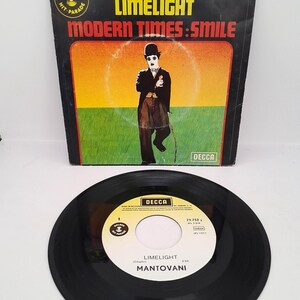 LIMELIGHT
HIT PARADE
MODERN TIMES: SMILE
DECCA
DECCA
LIMELIGHT
MANTOVANI